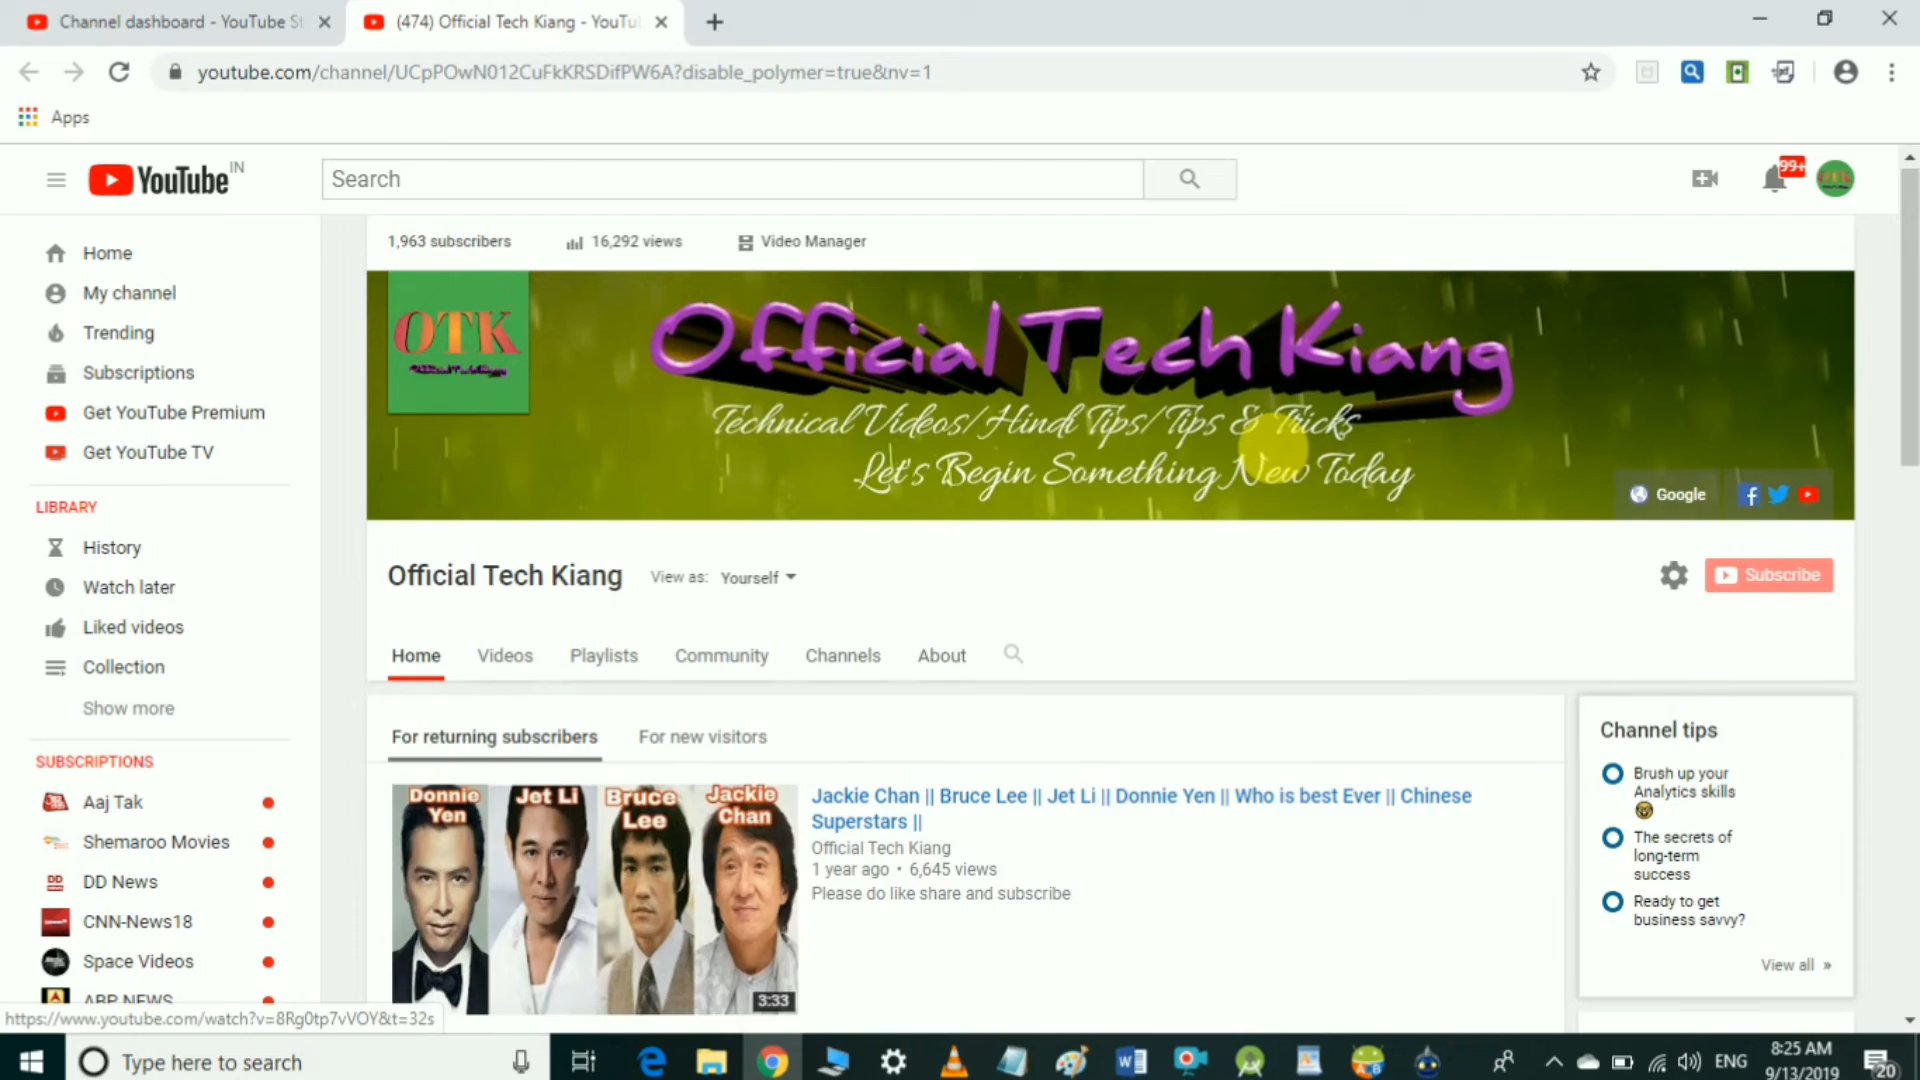 Channel dashboard - YouTube St
(474) Official Tech Kiang - YouTu
youtube.com/channel/UCpPOwN012CuFkKRSDifPW6A?disable_polymer=true&nv=1
Apps
YouTube IN
Search
99+
Home
My channel
Trending
Subscriptions
Get YouTube Premium
Get YouTube TV
LIBRARY
History
Watch later
Liked videos
Collection
Show more
SUBSCRIPTIONS
Aaj Tak
Shemaroo Movies
DD News
CNN-News18
Space Videos
ABP NEWS
1,963 subscribers
16,292 views
Video Manager
OTK
Official Tech Kiang
Technical Videos/Hindi Tips/Tips & Tricks
Let's Begin Something New Today
Google
Official Tech Kiang
View as: Yourself
Subscribe
Home Videos Playlists Community Channels About
For returning subscribers
For new visitors
Donnie Yen
Jet Li
Bruce Lee
Jackie Chan
3:33
Jackie Chan || Bruce Lee || Jet Li || Donnie Yen || Who is best Ever || Chinese
Superstars ||
Official Tech Kiang
1 year ago • 6,645 views
Please do like share and subscribe
Channel tips
Brush up your
Analytics skills
The secrets of
long-term
success
Ready to get
business savvy?
View all »
https://www.youtube.com/watch?v=8Rg0tp7vVOY&t=32s
Type here to search
ENG
8:25 AM
9/13/2019
20